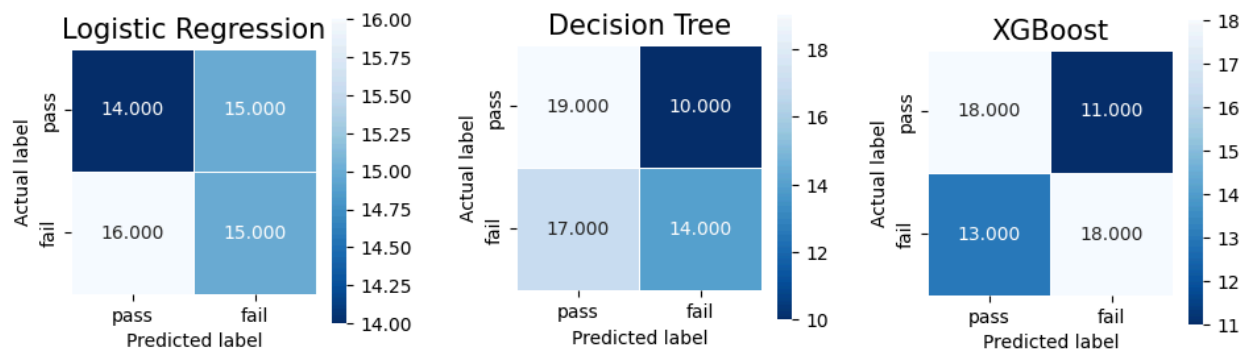 Logistic Regression
Actual label
pass
fail
14.000 15.000
16.000 15.000
pass fail
Predicted label
16.00
15.75
15.50
15.25
15.00
14.75
14.50
14.25
14.00
Decision Tree
Actual label
pass
fail
19.000 10.000
17.000 14.000
pass fail
Predicted label
18
16
14
12
10
XGBoost
Actual label
pass
fail
18.000 11.000
13.000 18.000
pass fail
Predicted label
18
17
16
15
14
13
12
11